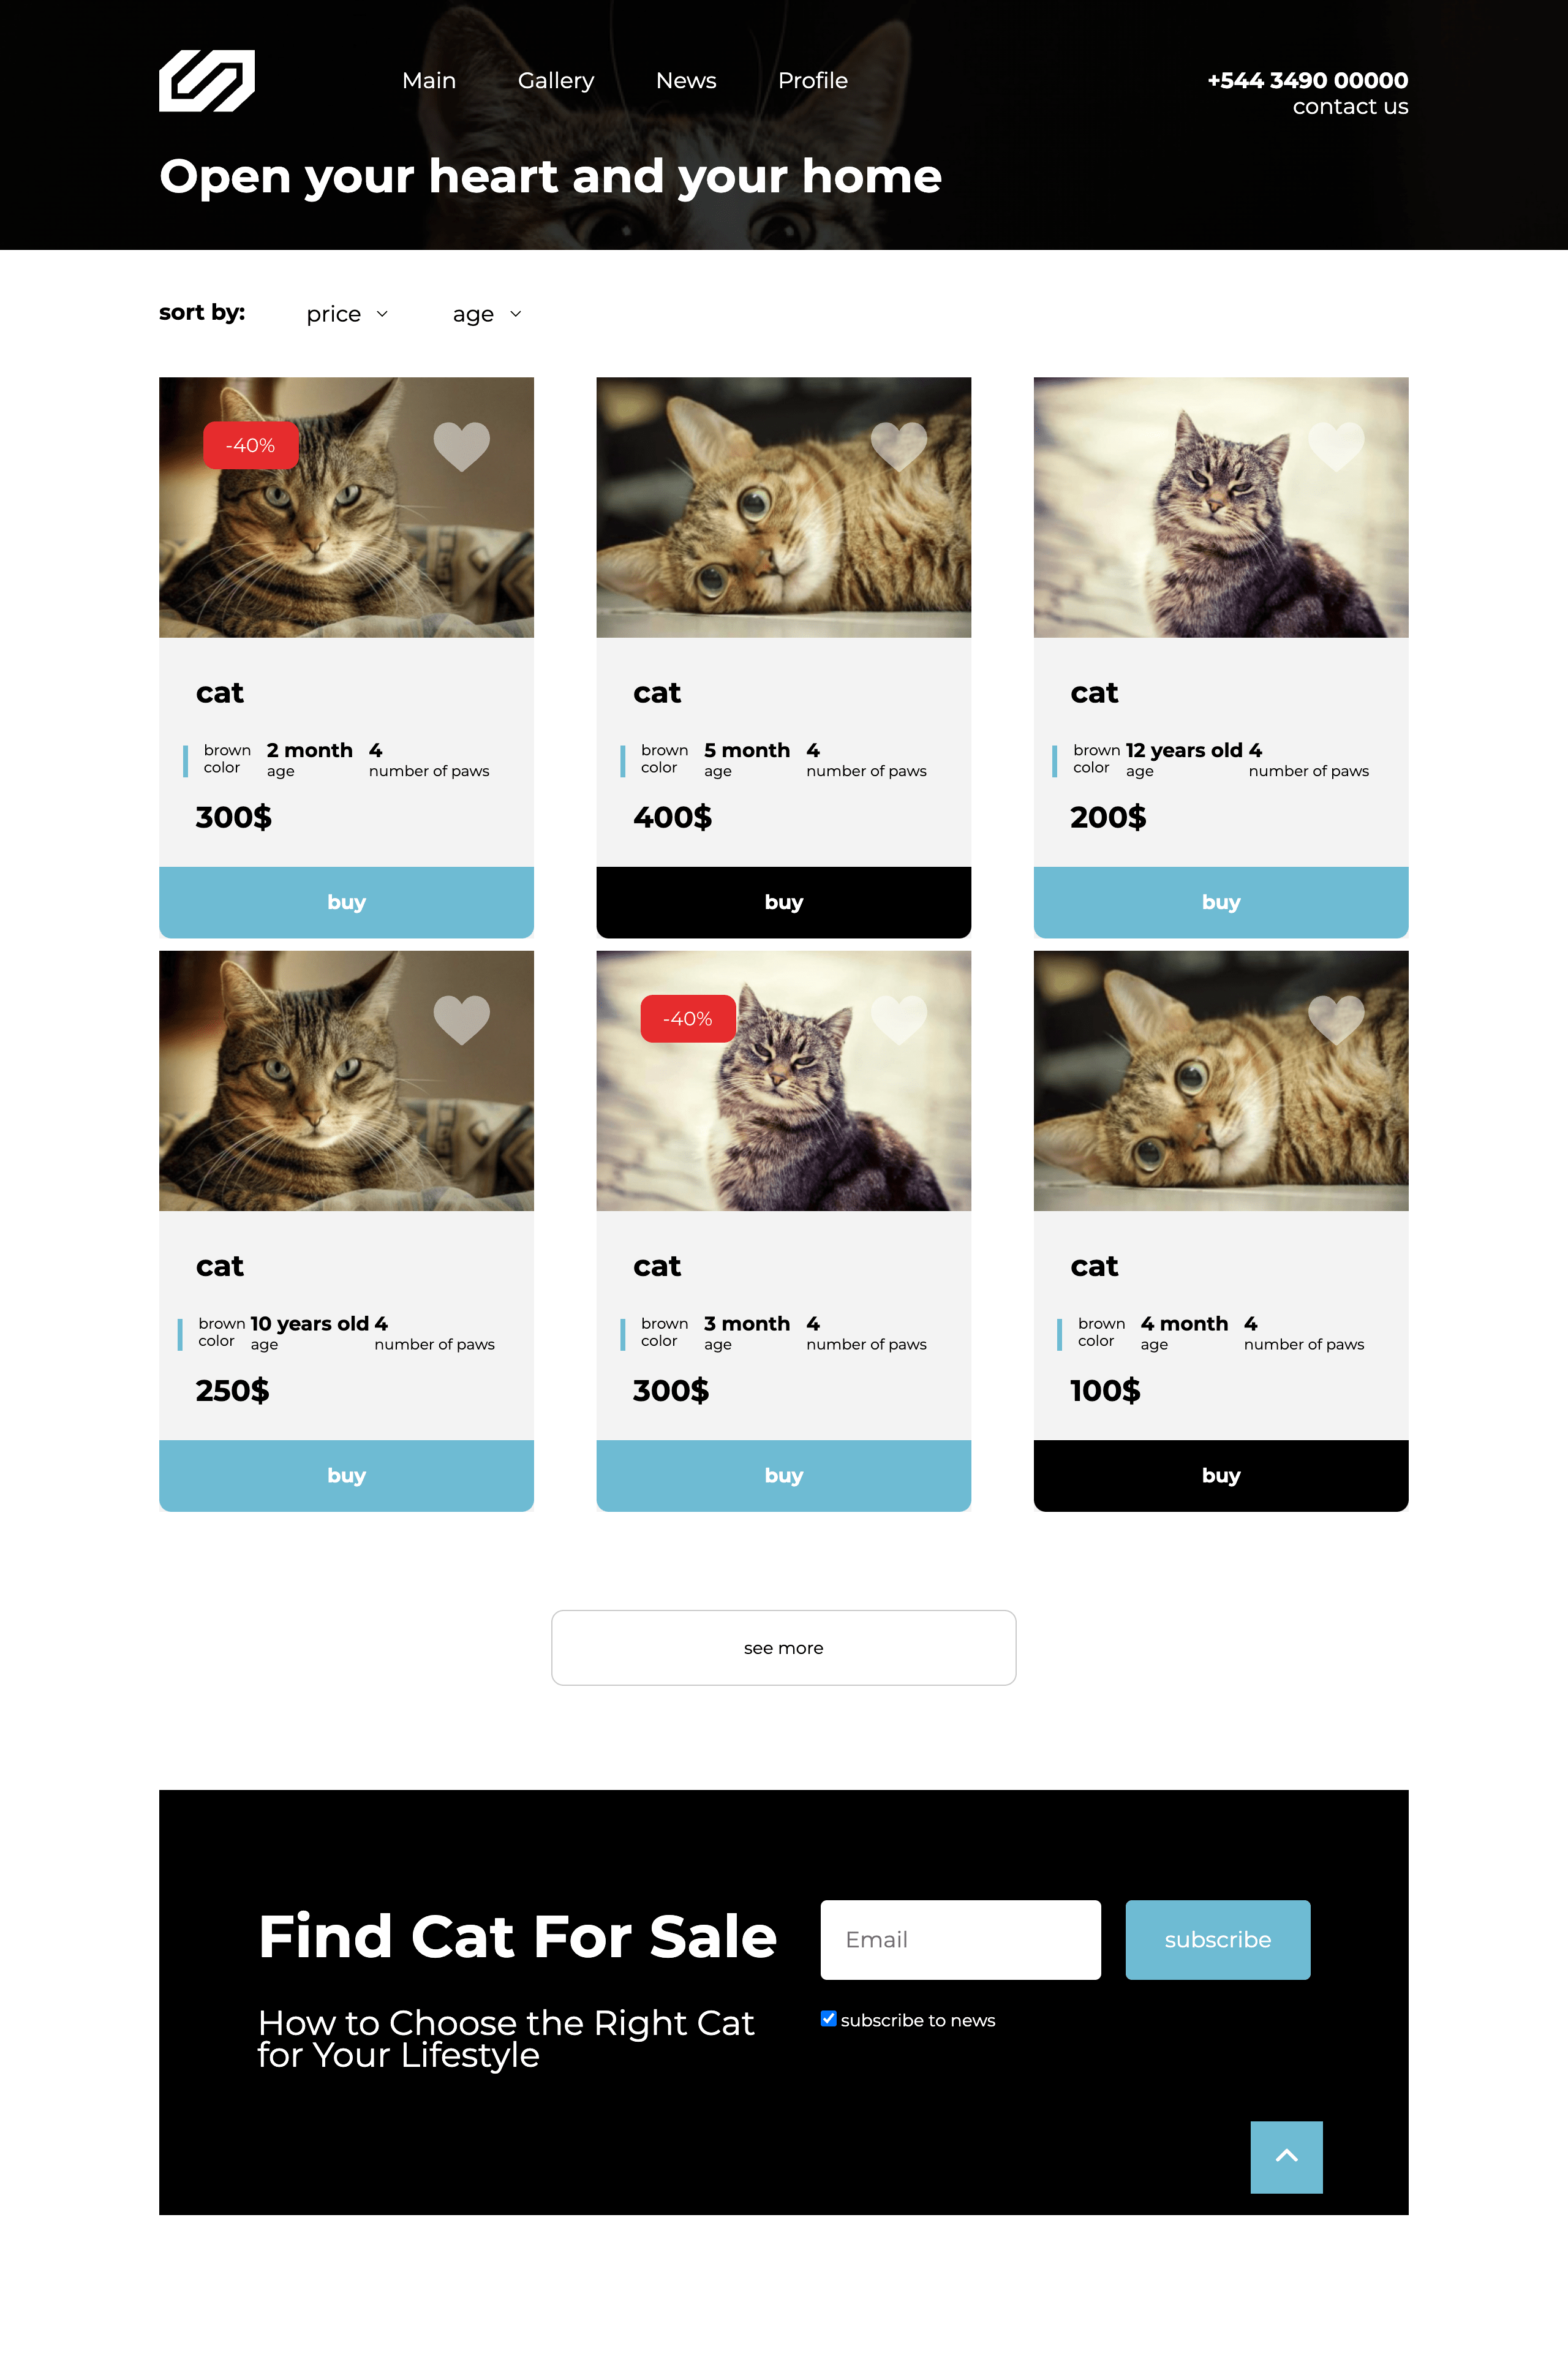 Main Gallery News Profile +544 3490 00000
contact us
Open your heart and your home
sort by: price age
-40%
cat
brown 2 month 4
color age number of paws
300$
buy
cat
brown 5 month 4
color age number of paws
400$
buy
cat
brown 12 years old 4
color age number of paws
200$
buy
cat
brown 10 years old 4
color age number of paws
250$
buy
-40%
cat
brown 3 month 4
color age number of paws
300$
buy
cat
brown 4 month 4
color age number of paws
100$
buy
see more
Find Cat For Sale
How to Choose the Right Cat
for Your Lifestyle
Email subscribe
subscribe to news